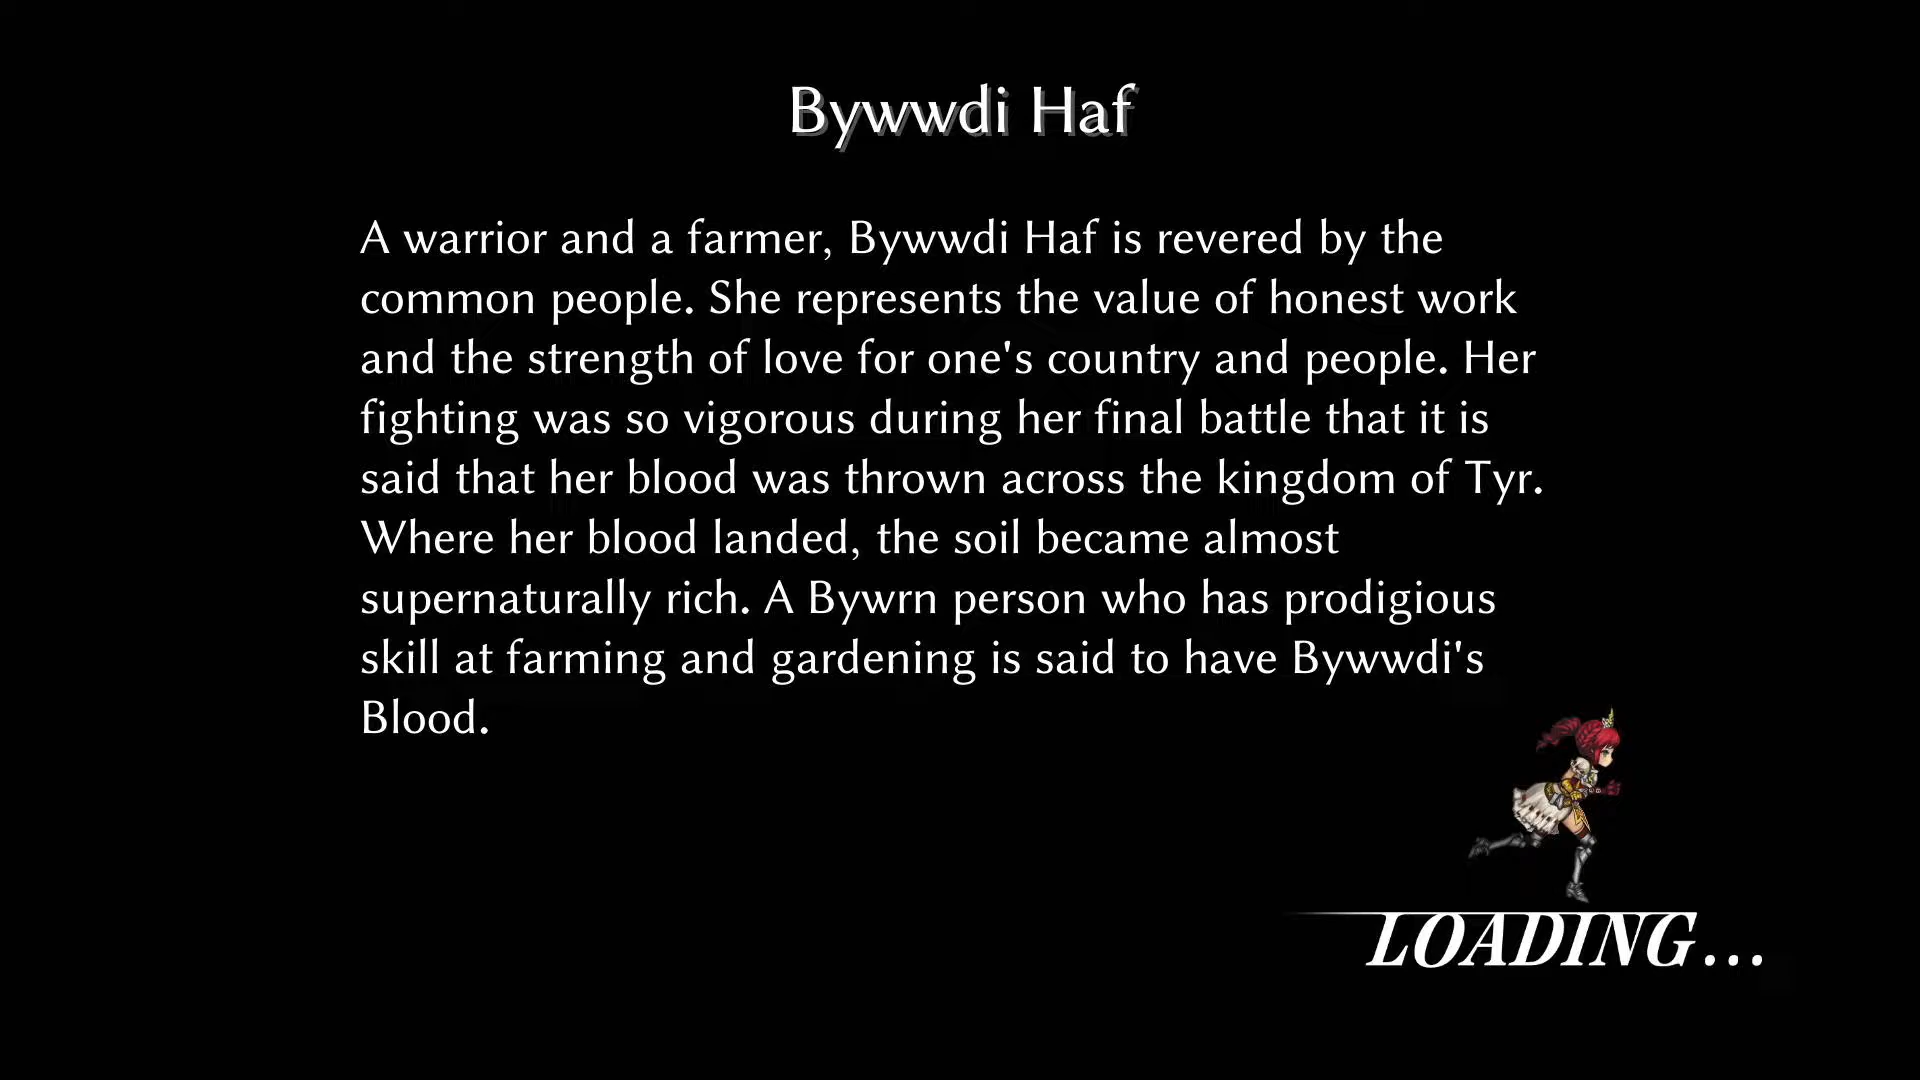 Bywwdi Haf
A warrior and a farmer, Bywwdi Haf is revered by the
common people. She represents the value of honest work
and the strength of love for one's country and people. Her
fighting was so vigorous during her final battle that it is
said that her blood was thrown across the kingdom of Tyr.
Where her blood landed, the soil became almost
supernaturally rich. A Bywrn person who has prodigious
skill at farming and gardening is said to have Bywwdi's
Blood.
LOADING...